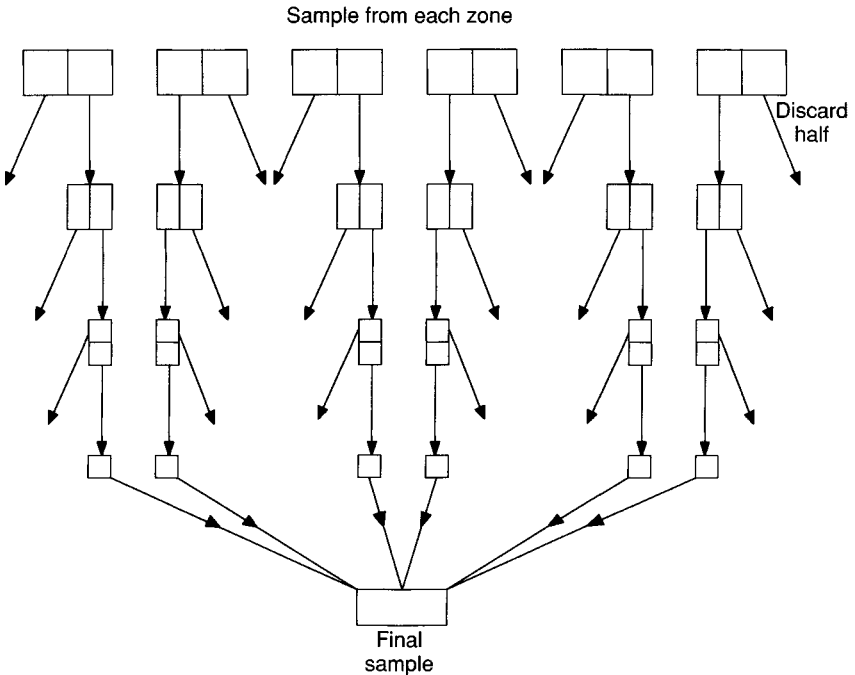 Sample from each zone
Discard
half
Final
sample